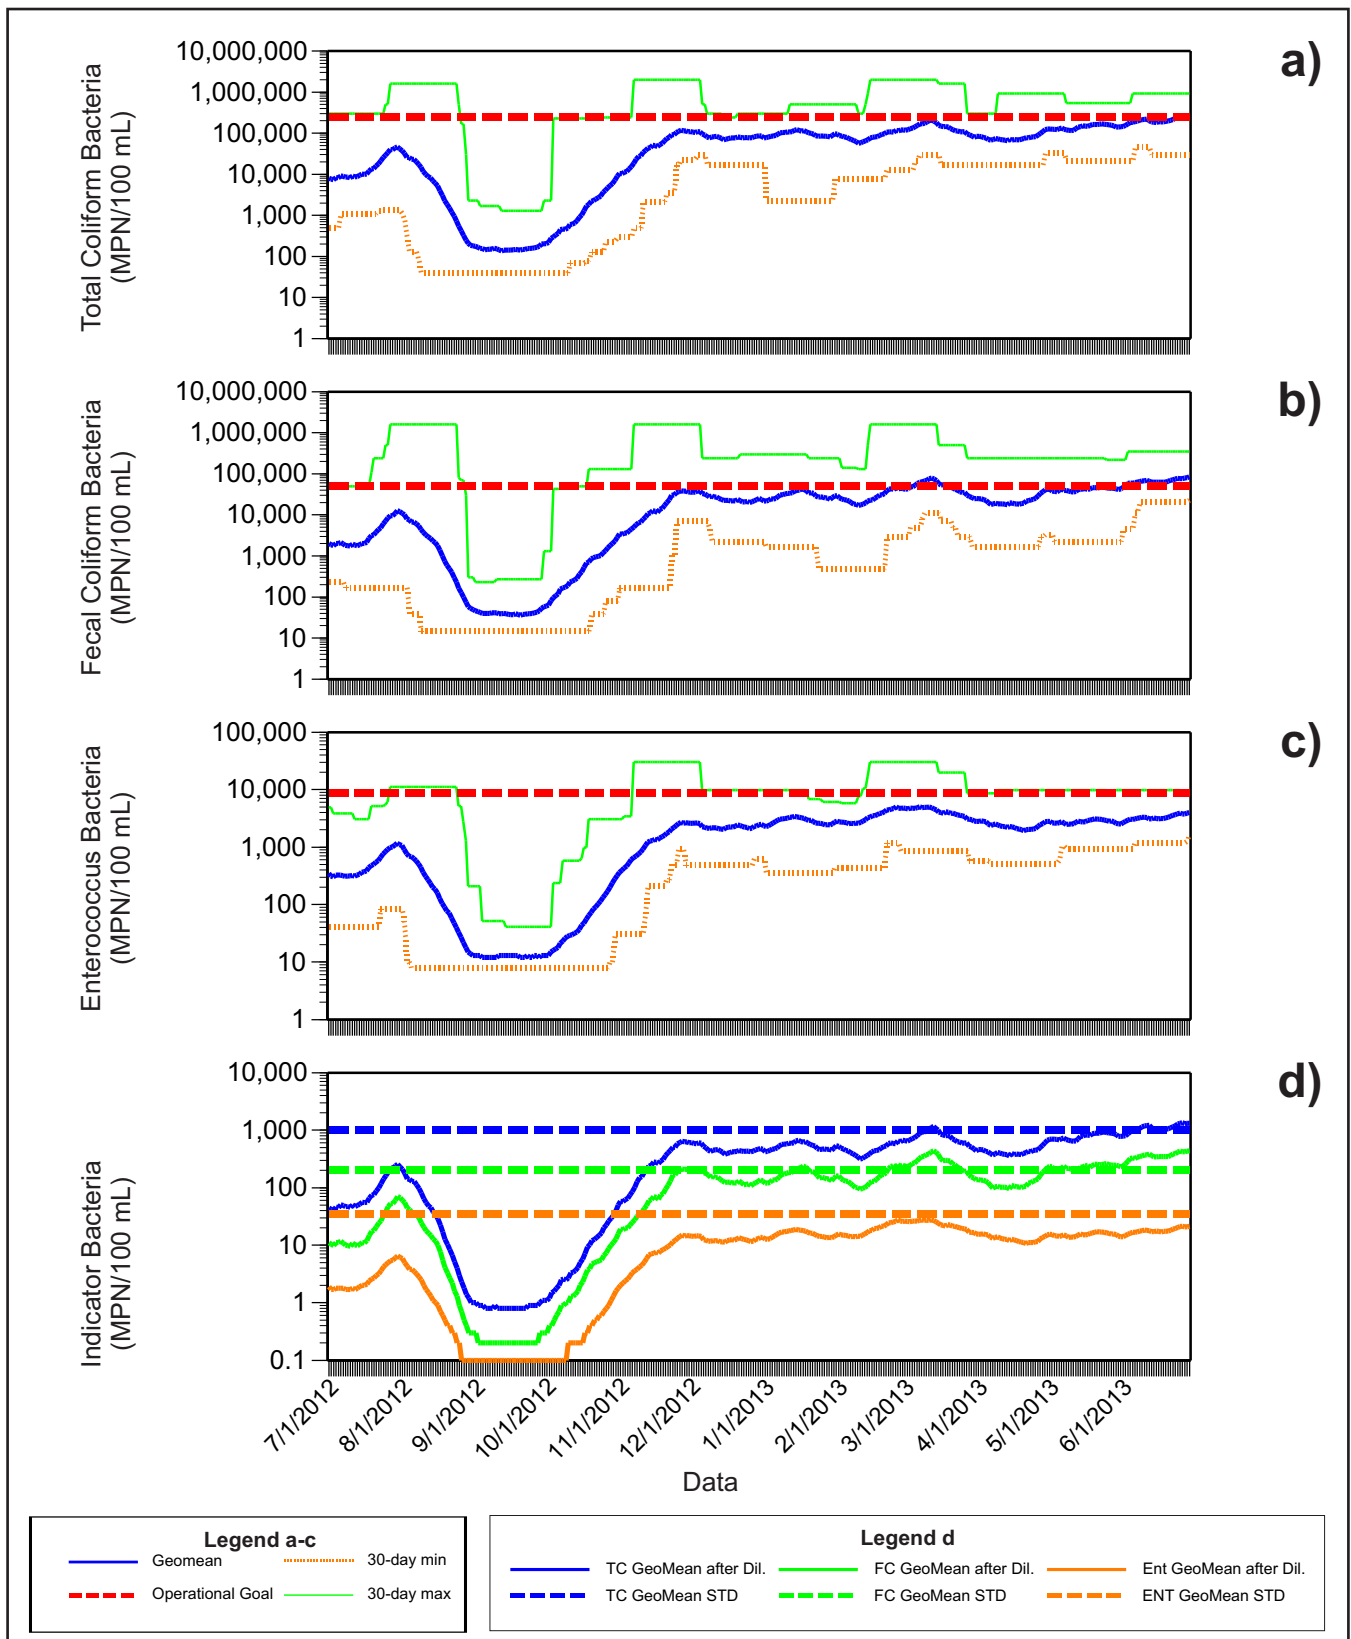 a)
Total Coliform Bacteria
(MPN/100 mL)
10,000,000
1,000,000
100,000
10,000
1,000
100
10
1
b)
Fecal Coliform Bacteria
(MPN/100 mL)
10,000,000
1,000,000
100,000
10,000
1,000
100
10
1
c)
Enterococcus Bacteria
(MPN/100 mL)
100,000
10,000
1,000
100
10
1
d)
Indicator Bacteria
(MPN/100 mL)
10,000
1,000
100
10
1
0.1
7/1/2012
8/1/2012
9/1/2012
10/1/2012
11/1/2012
12/1/2012
1/1/2013
2/1/2013
3/1/2013
4/1/2013
5/1/2013
6/1/2013
Data
Legend a-c
Geomean
30-day min
Operational Goal
30-day max
Legend d
TC GeoMean after Dil.
FC GeoMean after Dil.
Ent GeoMean after Dil.
TC GeoMean STD
FC GeoMean STD
ENT GeoMean STD